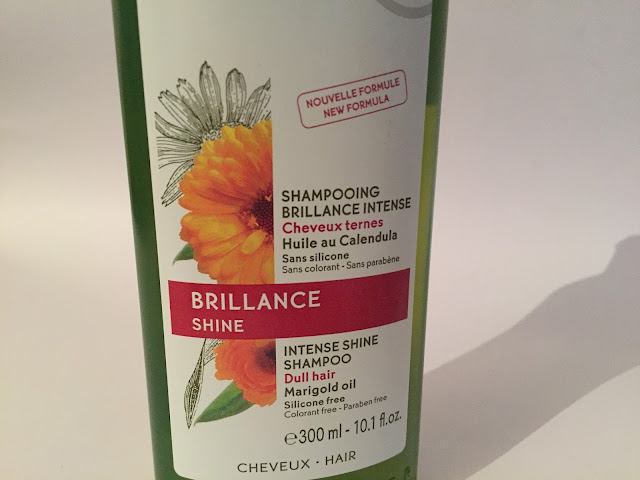 NOUVELLE FORMULE
NEW FORMULA
SHAMPOOING
BRILLANCE INTENSE
Cheveux ternes
Huile au Calendula
Sans silicone
Sans colorant - Sans parabène
BRILLANCE
SHINE
INTENSE SHINE
SHAMPOO
Dull hair
Marigold oil
Silicone free
Colorant free - Paraben free
℮300 ml - 10.1 fl.oz.
CHEVEUX • HAIR